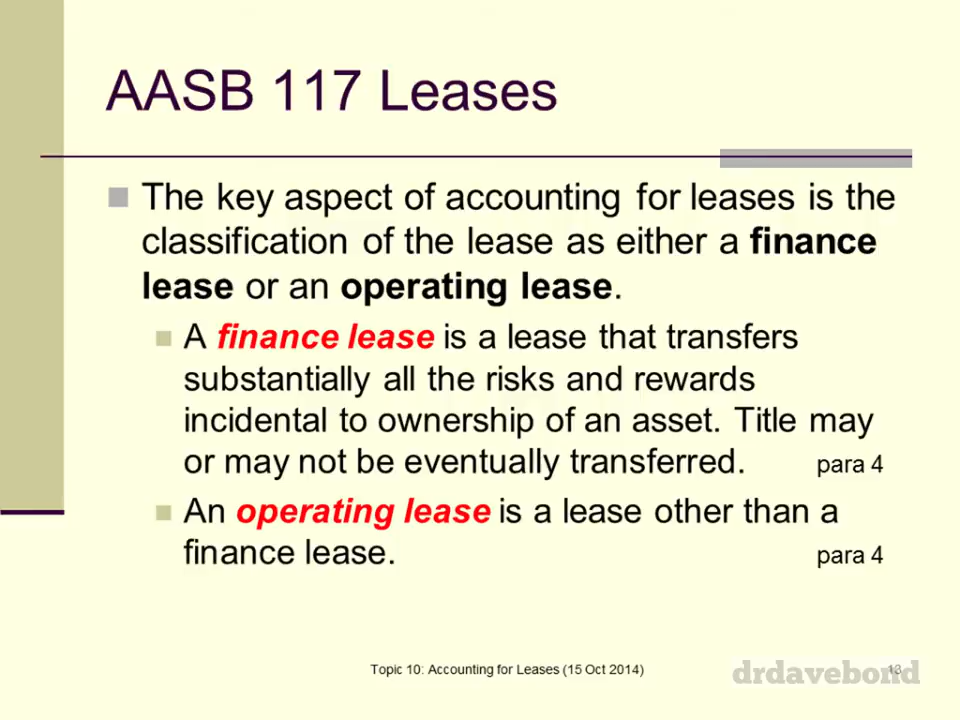 AASB 117 Leases
The key aspect of accounting for leases is the
classification of the lease as either a finance
lease or an operating lease.
A finance lease is a lease that transfers
substantially all the risks and rewards
incidental to ownership of an asset. Title may
or may not be eventually transferred. para 4
An operating lease is a lease other than a
finance lease. para 4
Topic 10: Accounting for Leases (15 Oct 2014) 13
drdavebond